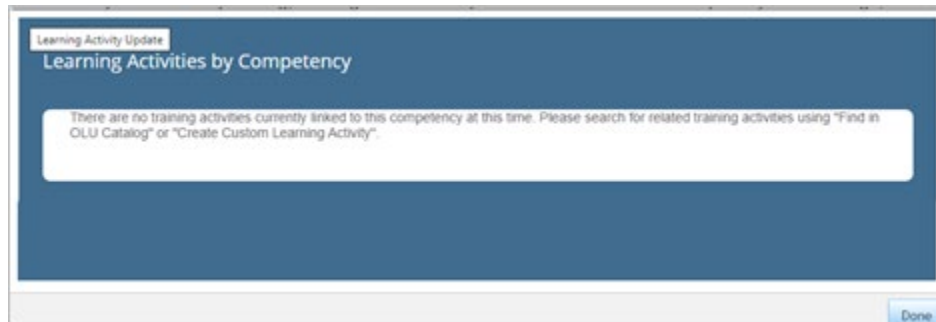 Learning Activity Update
Learning Activities by Competency
There are no training activities currently linked to this competency at this time. Please search for related training activities using "Find in
OLU Catalog" or "Create Custom Learning Activity".
Done